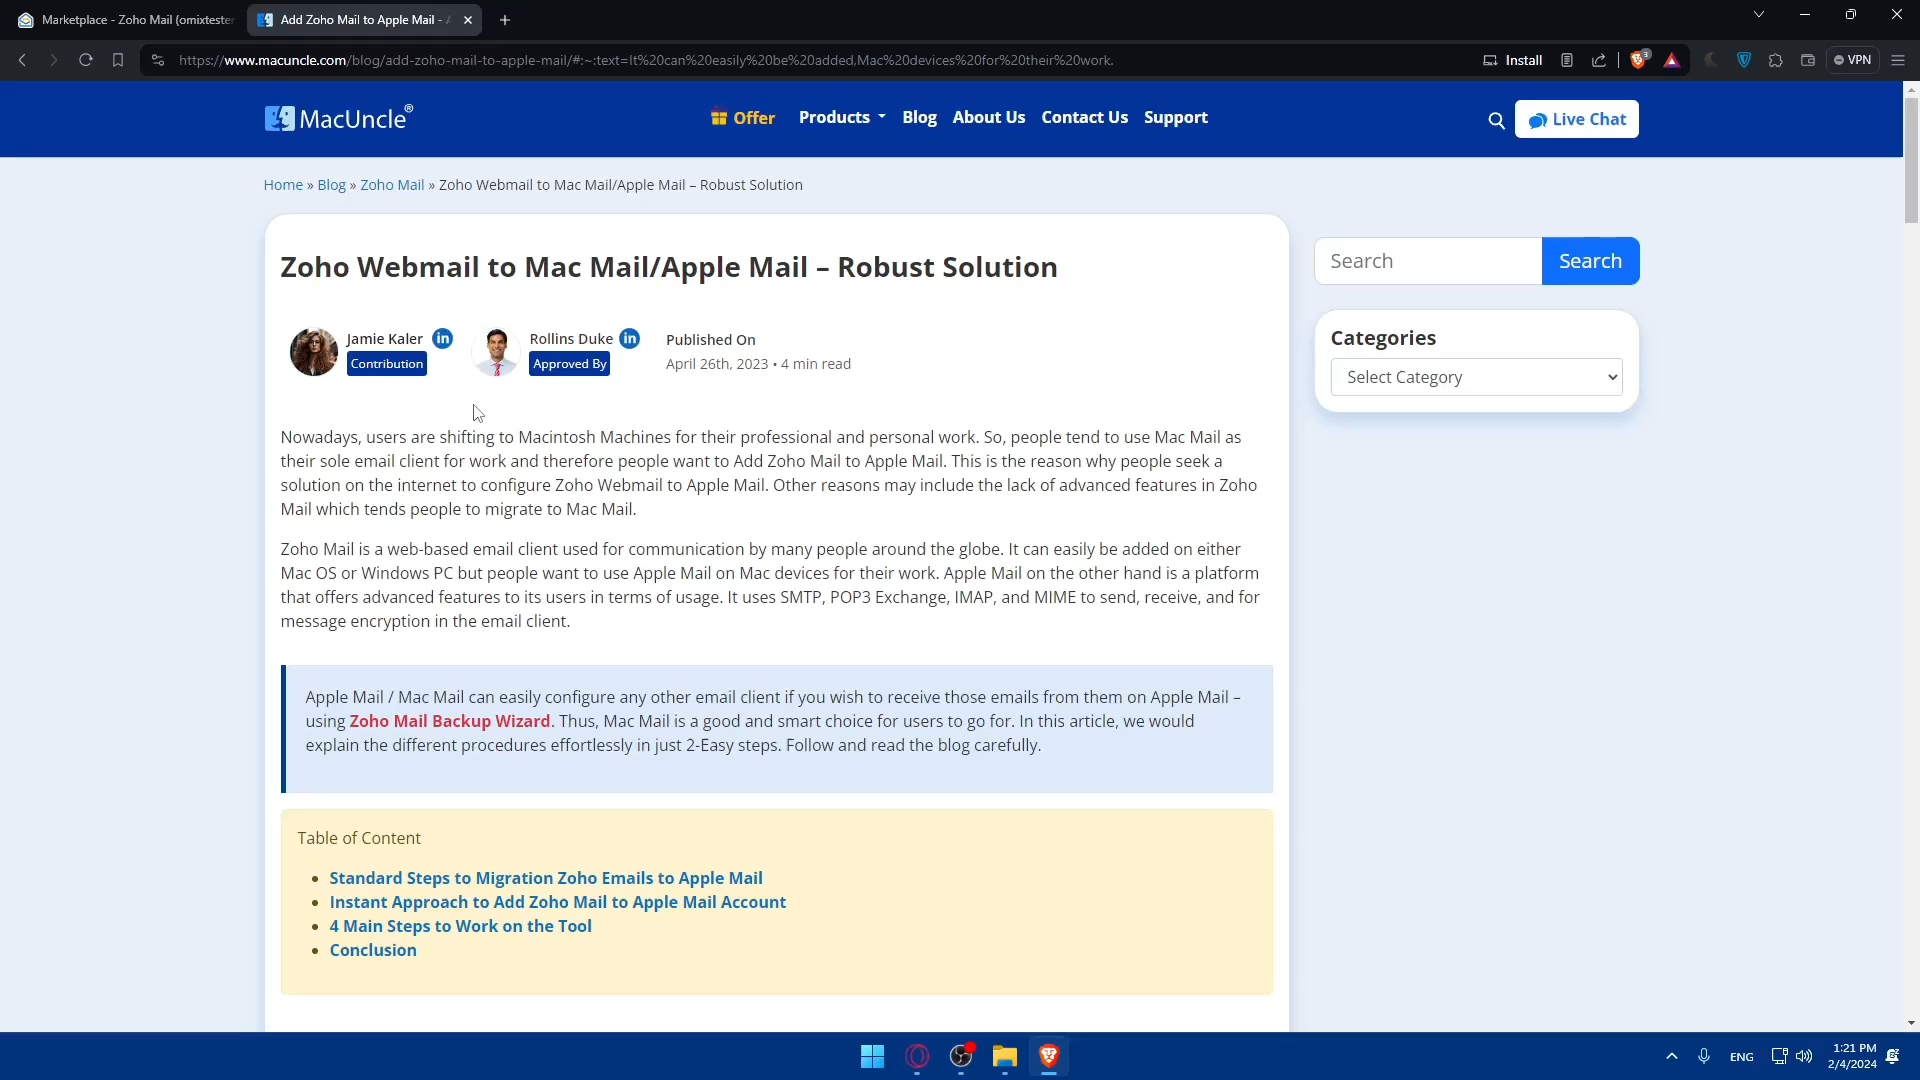 Marketplace - Zoho Mail (omixtester
Add Zoho Mail to Apple Mail -
https://www.macuncle.com/blog/add-zoho-mail-to-apple-mail/#:~:text=It%20can%20easily%20be%20added,Mac%20devices%20for%20their%20work.
Install
3
VPN
MacUncle®
Offer
Products
Blog
About Us
Contact Us
Support
Live Chat
Home » Blog » Zoho Mail » Zoho Webmail to Mac Mail/Apple Mail – Robust Solution
Zoho Webmail to Mac Mail/Apple Mail – Robust Solution
Jamie Kaler in
Contribution
Rollins Duke in
Approved By
Published On
April 26th, 2023 • 4 min read
Search
Search
Categories
Select Category
Nowadays, users are shifting to Macintosh Machines for their professional and personal work. So, people tend to use Mac Mail as
their sole email client for work and therefore people want to Add Zoho Mail to Apple Mail. This is the reason why people seek a
solution on the internet to configure Zoho Webmail to Apple Mail. Other reasons may include the lack of advanced features in Zoho
Mail which tends people to migrate to Mac Mail.
Zoho Mail is a web-based email client used for communication by many people around the globe. It can easily be added on either
Mac OS or Windows PC but people want to use Apple Mail on Mac devices for their work. Apple Mail on the other hand is a platform
that offers advanced features to its users in terms of usage. It uses SMTP, POP3 Exchange, IMAP, and MIME to send, receive, and for
message encryption in the email client.
Apple Mail / Mac Mail can easily configure any other email client if you wish to receive those emails from them on Apple Mail –
using Zoho Mail Backup Wizard. Thus, Mac Mail is a good and smart choice for users to go for. In this article, we would
explain the different procedures effortlessly in just 2-Easy steps. Follow and read the blog carefully.
Table of Content
• Standard Steps to Migration Zoho Emails to Apple Mail
• Instant Approach to Add Zoho Mail to Apple Mail Account
• 4 Main Steps to Work on the Tool
• Conclusion
ENG
1:21 PM
2/4/2024